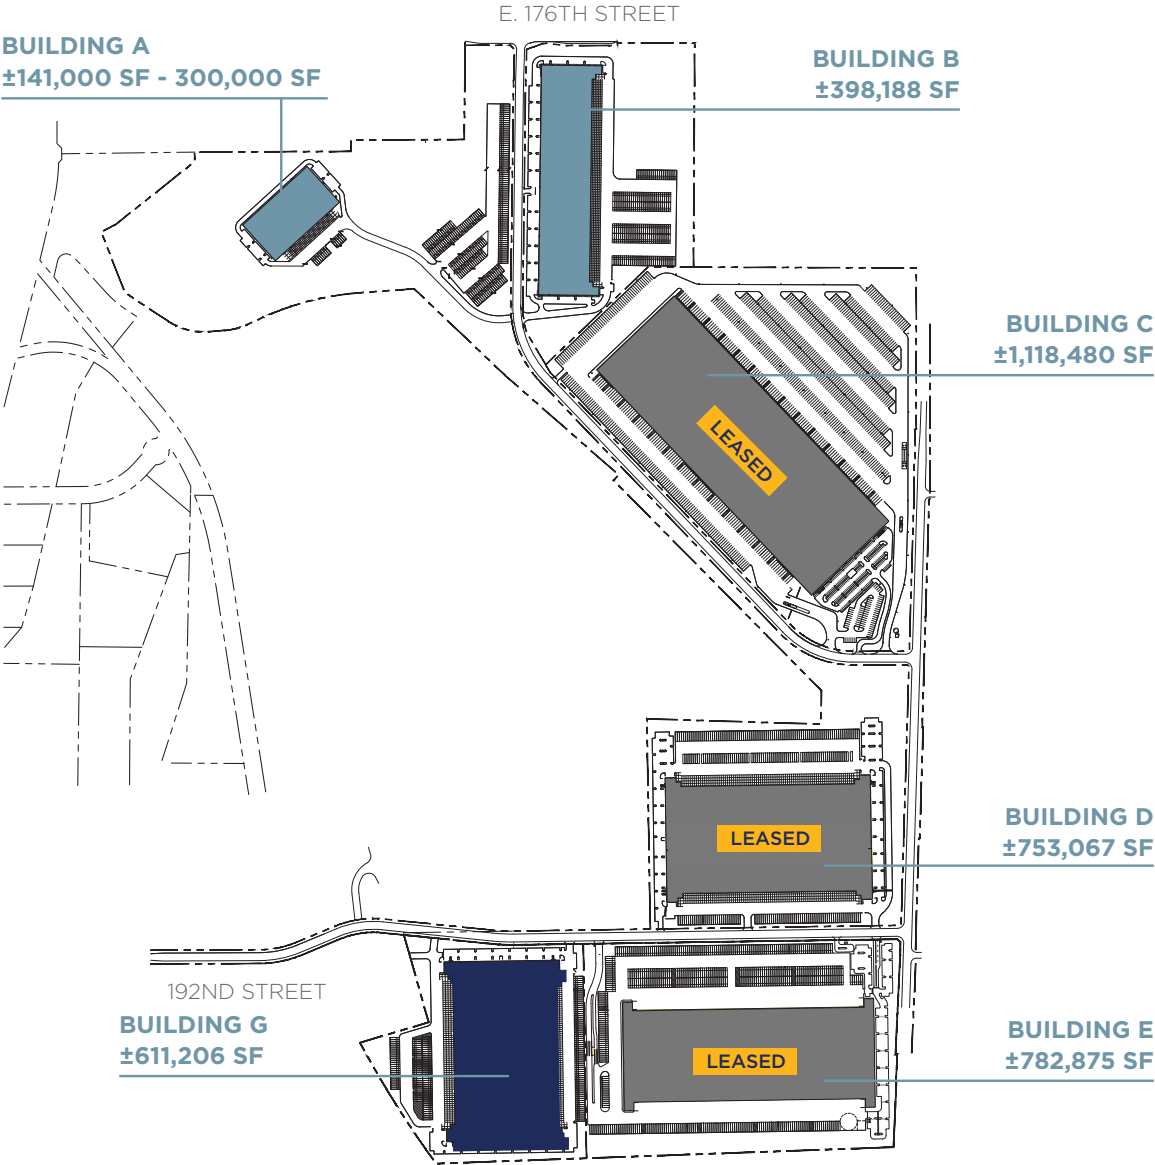 E. 176TH STREET
BUILDING A
±141,000 SF - 300,000 SF
BUILDING B
±398,188 SF
BUILDING C
±1,118,480 SF
LEASED
BUILDING D
±753,067 SF
LEASED
192ND STREET
BUILDING G
±611,206 SF
BUILDING E
±782,875 SF
LEASED